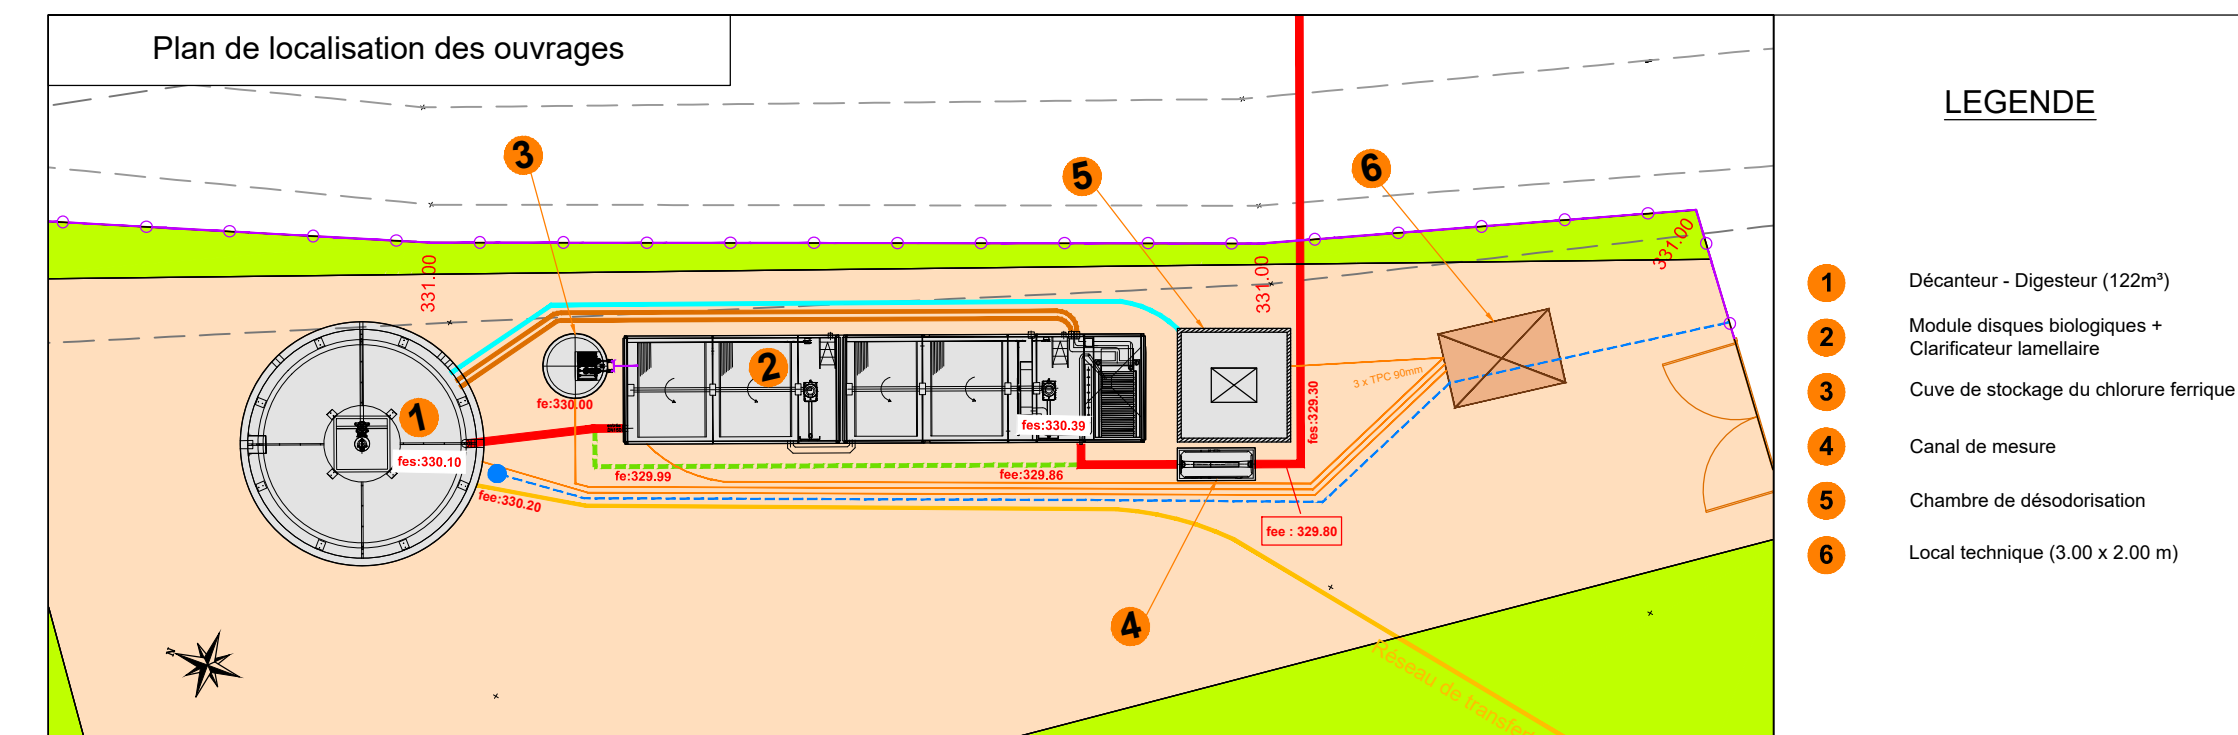 Plan de localisation des ouvrages
LEGENDE
3
5
6
331.00
331.00
331.00
1
Décanteur - Digesteur (122m³)
2
Module disques biologiques +
Clarificateur lamellaire
3
Cuve de stockage du chlorure ferrique
4
Canal de mesure
5
Chambre de désodorisation
6
Local technique (3.00 x 2.00 m)
2
1
fe:330.00
3 x TPC 90mm
fes:329.30
fes:330.39
fes:330.10
fe:329.99
fee:329.86
fee:330.20
fee : 329.80
4
N
Réseau de transfert